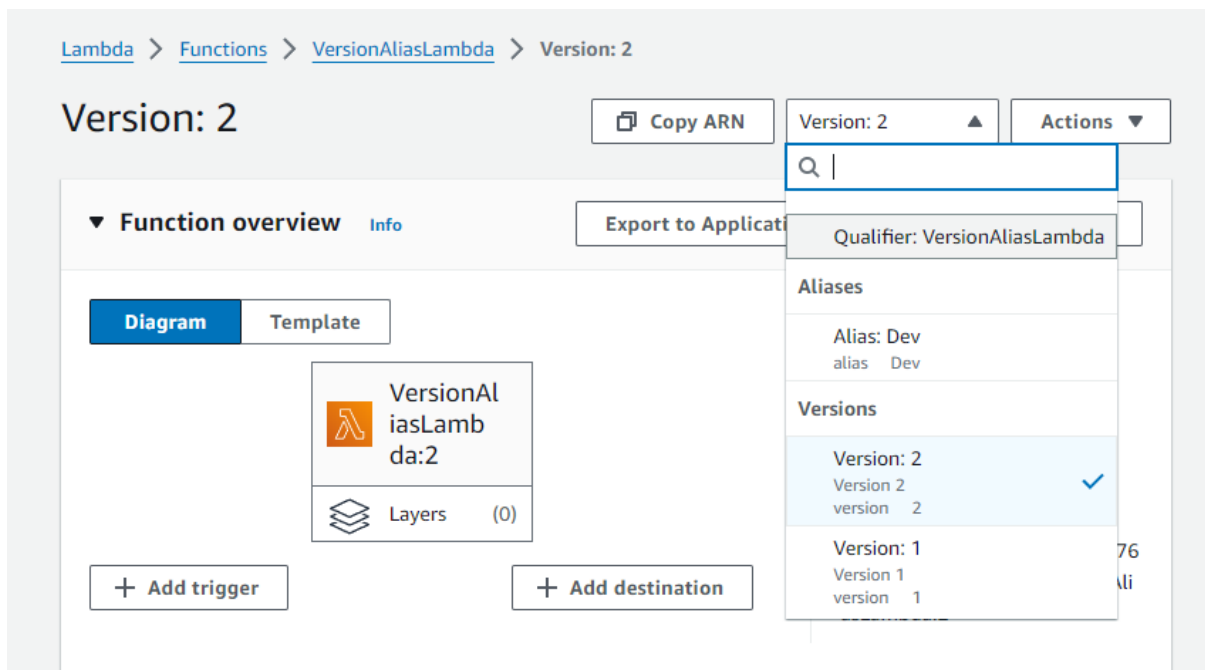 Lambda > Functions > VersionAliasLambda > Version: 2
Version: 2
Copy ARN
Version: 2
Actions
Function overview Info
Export to Applicati
Qualifier: VersionAliasLambda
Aliases
Alias: Dev
alias Dev
Versions
Version: 2
Version 2
version 2
Version: 1
Version 1
version 1
Diagram
Template
VersionAl
iasLamb
da:2
Layers (0)
+ Add trigger
+ Add destination
76